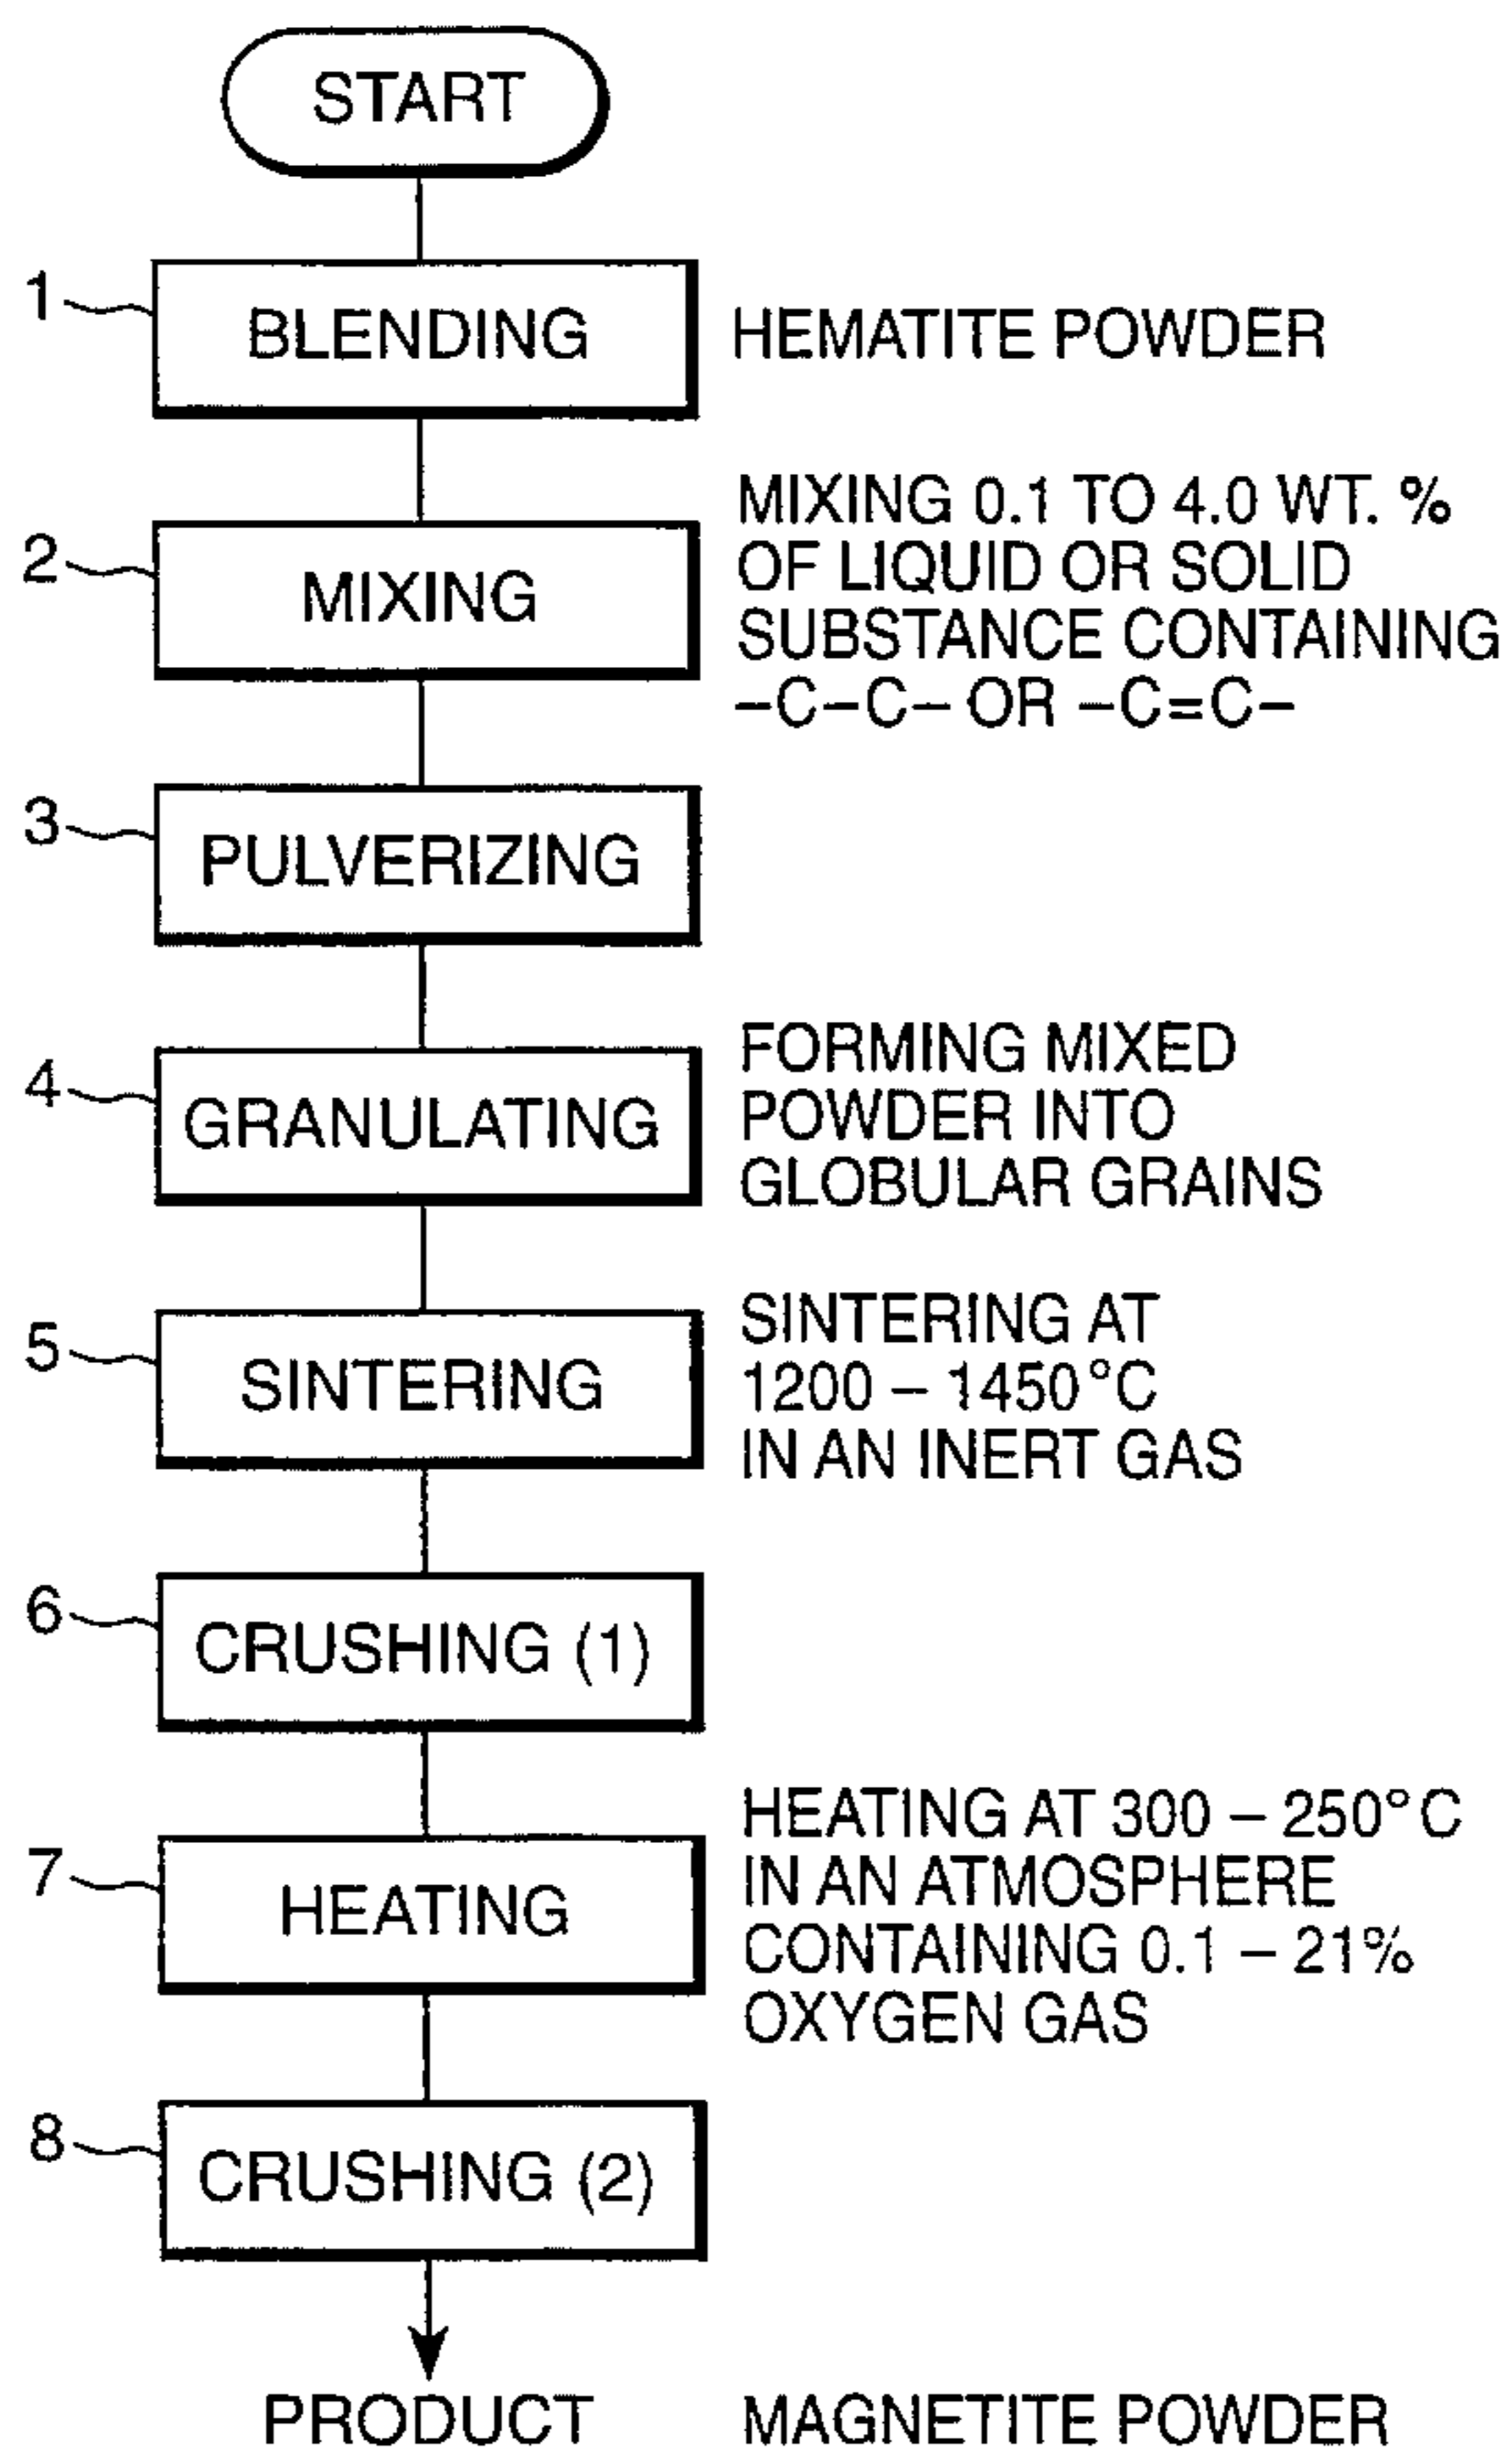 START
1
BLENDING
HEMATITE POWDER
2
MIXING
MIXING 0.1 TO 4.0 WT. %
OF LIQUID OR SOLID
SUBSTANCE CONTAINING
–C–C– OR –C=C–
3
PULVERIZING
4
GRANULATING
FORMING MIXED
POWDER INTO
GLOBULAR GRAINS
5
SINTERING
SINTERING AT
1200 – 1450°C
IN AN INERT GAS
6
CRUSHING (1)
7
HEATING
HEATING AT 300 – 250°C
IN AN ATMOSPHERE
CONTAINING 0.1 – 21%
OXYGEN GAS
8
CRUSHING (2)
PRODUCT
MAGNETITE POWDER